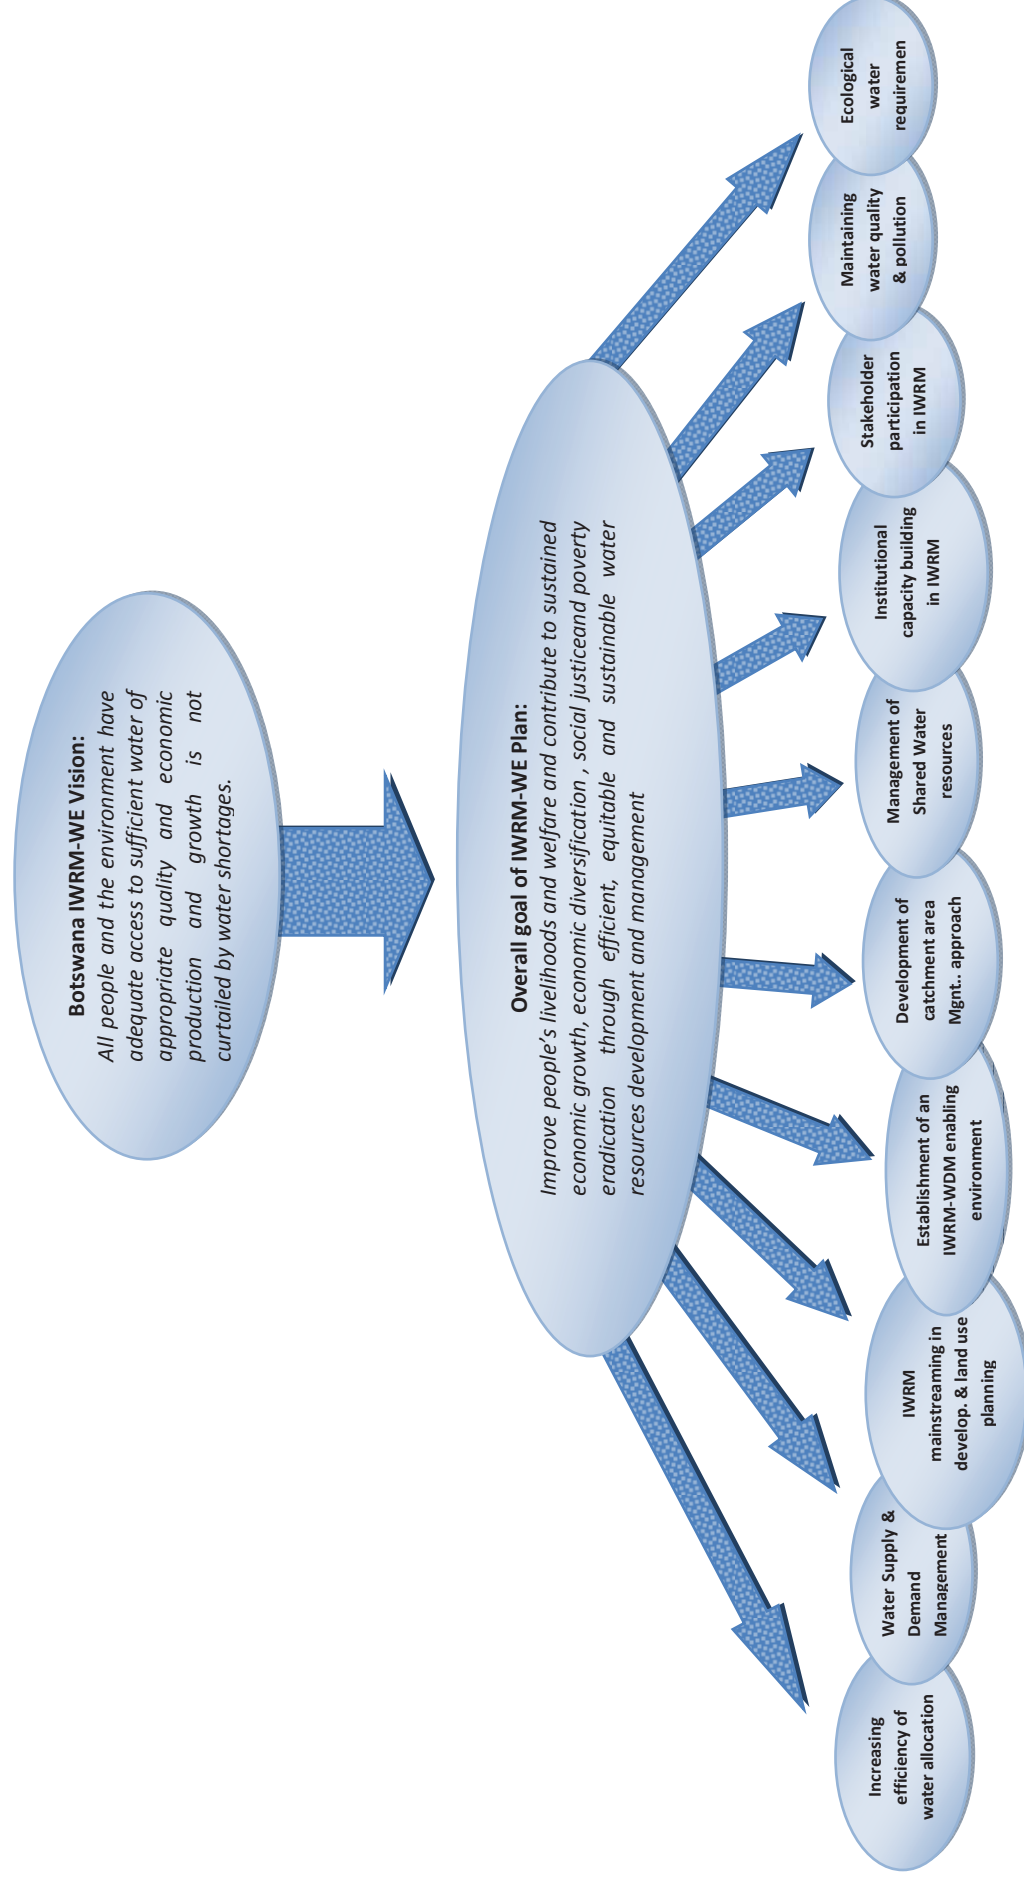 Botswana IWRM-WE Vision:
All people and the environment have
adequate access to sufficient water of
appropriate quality and economic
production and growth is not
curtailed by water shortages.
Overall goal of IWRM-WE Plan:
Improve people’s livelihoods and welfare and contribute to sustained
economic growth, economic diversification , social justiceand poverty
eradication through efficient, equitable and sustainable water
resources development and management
Increasing
efficiency of
water allocation
Water Supply &
Demand
Management
IWRM
mainstreaming in
develop. & land use
planning
Establishment of an
IWRM-WDM enabling
environment
Development of
catchment area
Mgnt.. approach
Management of
Shared Water
resources
Institutional
capacity building
in IWRM
Stakeholder
participation
in IWRM
Maintaining
water quality
& pollution
Ecological
water
requiremen